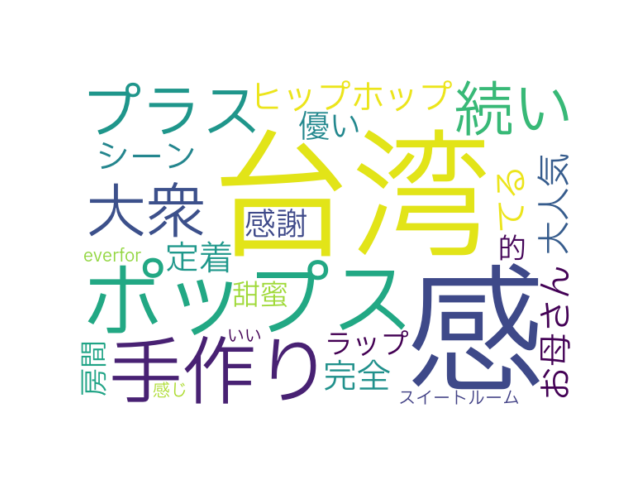 プラス
ヒップホップ
続い
優い
シーン
台湾
大衆
感謝
てる
大人気
的
everfor
定着
ポップス
甜蜜
感
お母さん
房間
手作り
いい
ラップ
完全
感じ
スイートルーム